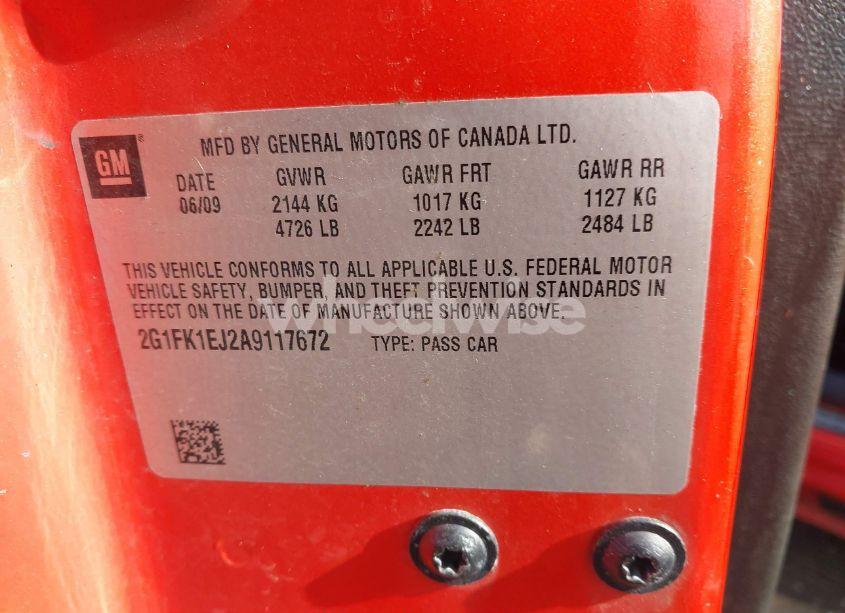 GM
MFD BY GENERAL MOTORS OF CANADA LTD.
DATE GVWR GAWR FRT GAWR RR
06/09 2144 KG 1017 KG 1127 KG
4726 LB 2242 LB 2484 LB
THIS VEHICLE CONFORMS TO ALL APPLICABLE U.S. FEDERAL MOTOR
VEHICLE SAFETY, BUMPER, AND THEFT PREVENTION STANDARDS IN
EFFECT ON THE DATE OF MANUFACTURE SHOWN ABOVE.
wheelwise
2G1FK1EJ2A9117672 TYPE: PASS CAR